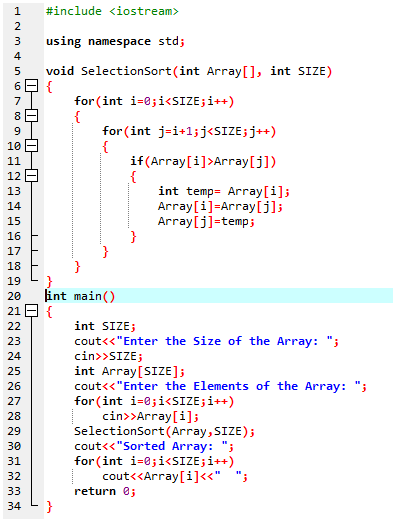 1 #include <iostream>
2
3 using namespace std;
4
5 void SelectionSort(int Array[], int SIZE)
6 {
7 for(int i=0;i<SIZE;i++)
8 {
9 for(int j=i+1;j<SIZE;j++)
10 {
11 if(Array[i]>Array[j])
12 {
13 int temp= Array[i];
14 Array[i]=Array[j];
15 Array[j]=temp;
16 }
17 }
18 }
19 }
20 int main()
21 {
22 int SIZE;
23 cout<<"Enter the Size of the Array: ";
24 cin>>SIZE;
25 int Array[SIZE];
26 cout<<"Enter the Elements of the Array: ";
27 for(int i=0;i<SIZE;i++)
28 cin>>Array[i];
29 SelectionSort(Array,SIZE);
30 cout<<"Sorted Array: ";
31 for(int i=0;i<SIZE;i++)
32 cout<<Array[i]<<"  ";
33 return 0;
34 }